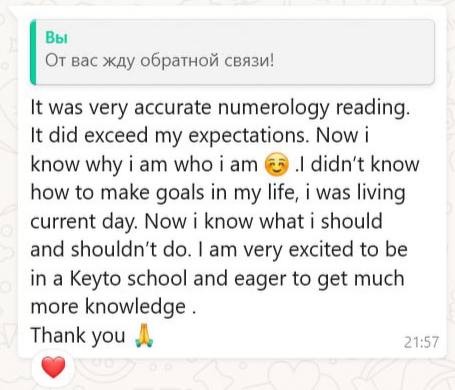 Вы
От вас жду обратной связи!
It was very accurate numerology reading.
It did exceed my expectations. Now i
know why i am who i am ☺️ .I didn't know
how to make goals in my life, i was living
current day. Now i know what i should
and shouldn't do. I am very excited to be
in a Keyto school and eager to get much
more knowledge .
Thank you 🙏
21:57